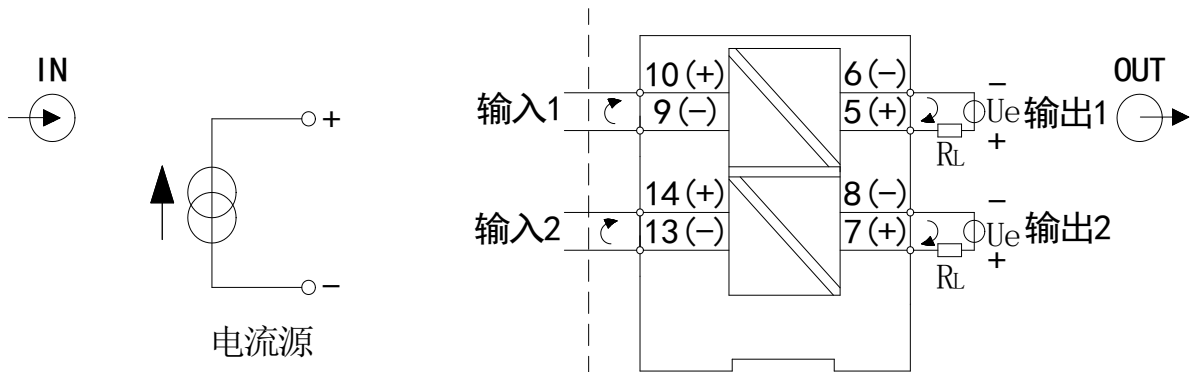 IN
+
−
电流源
输入1
10(+)
9(−)
6(−)
5(+)
−
Ue
+
RL
输出1
OUT
输入2
14(+)
13(−)
8(−)
7(+)
−
Ue
+
RL
输出2